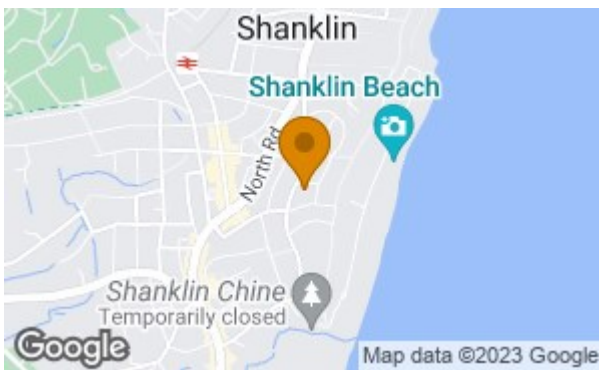 Shanklin
Shanklin Beach
North Rd
Shanklin Chine
Temporarily closed
Google
Map data ©2023 Google